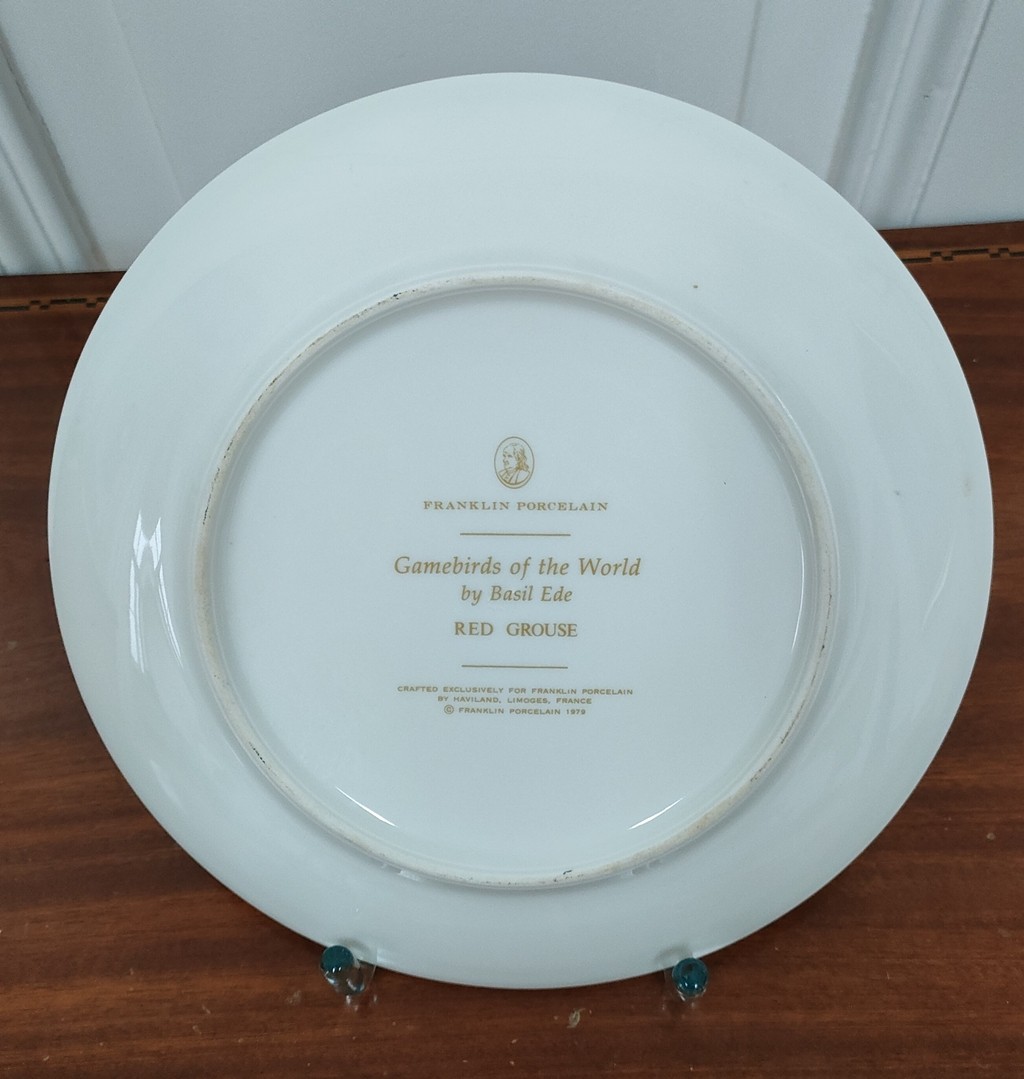 FRANKLIN PORCELAIN
Gamebirds of the World
by Basil Ede
RED GROUSE
CRAFTED EXCLUSIVELY FOR FRANKLIN PORCELAIN
BY HAVILAND, LIMOGES, FRANCE
© FRANKLIN PORCELAIN 1979